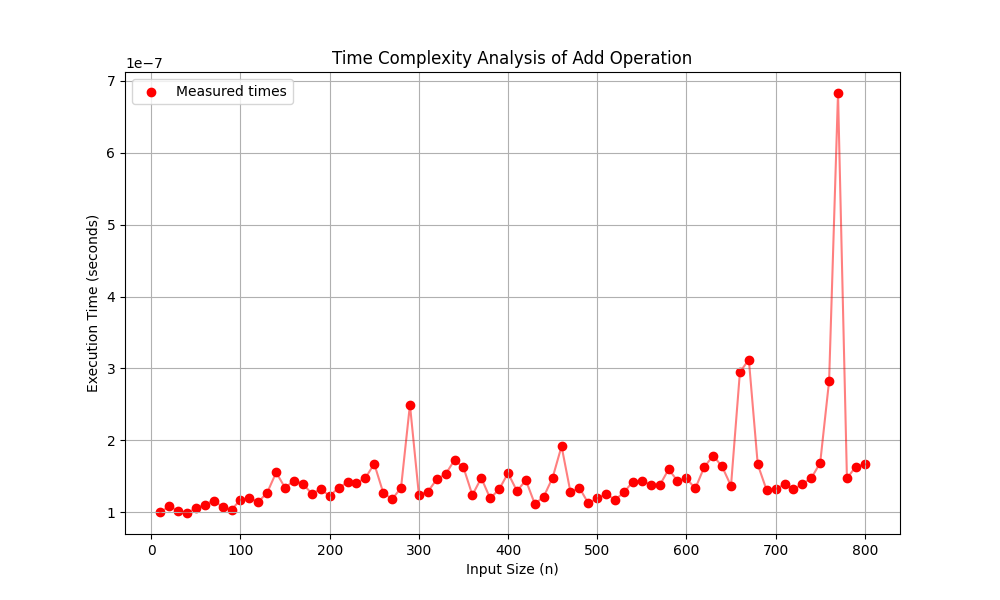 Time Complexity Analysis of Add Operation
1e−7
Measured times
7
6
5
4
3
2
1
Execution Time (seconds)
0 100 200 300 400 500 600 700 800
Input Size (n)